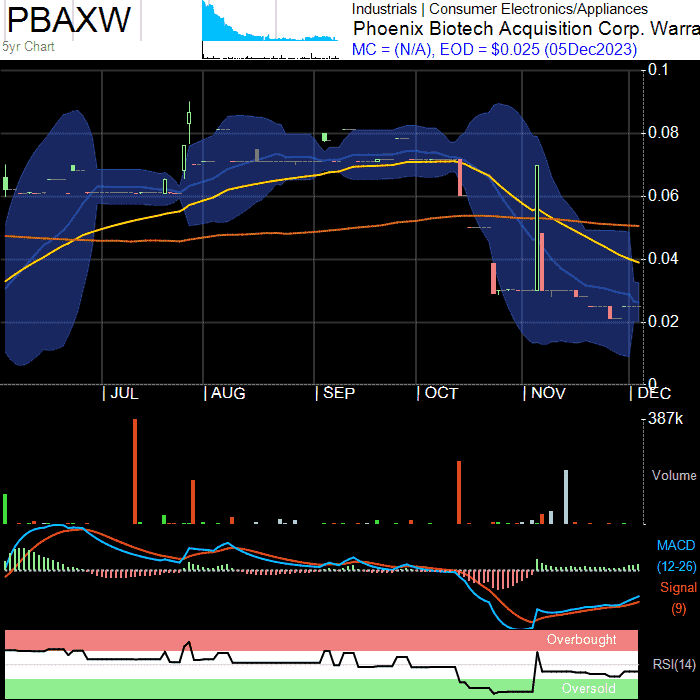 PBAXW
5yr Chart
Industrials | Consumer Electronics/Appliances
Phoenix Biotech Acquisition Corp. Warra
MC = (N/A), EOD = $0.025 (05Dec2023)
0.1
0.08
0.06
0.04
0.02
0
JUL AUG SEP OCT NOV DEC
387k
Volume
MACD
(12-26)
Signal
(9)
Overbought
RSI(14)
Oversold